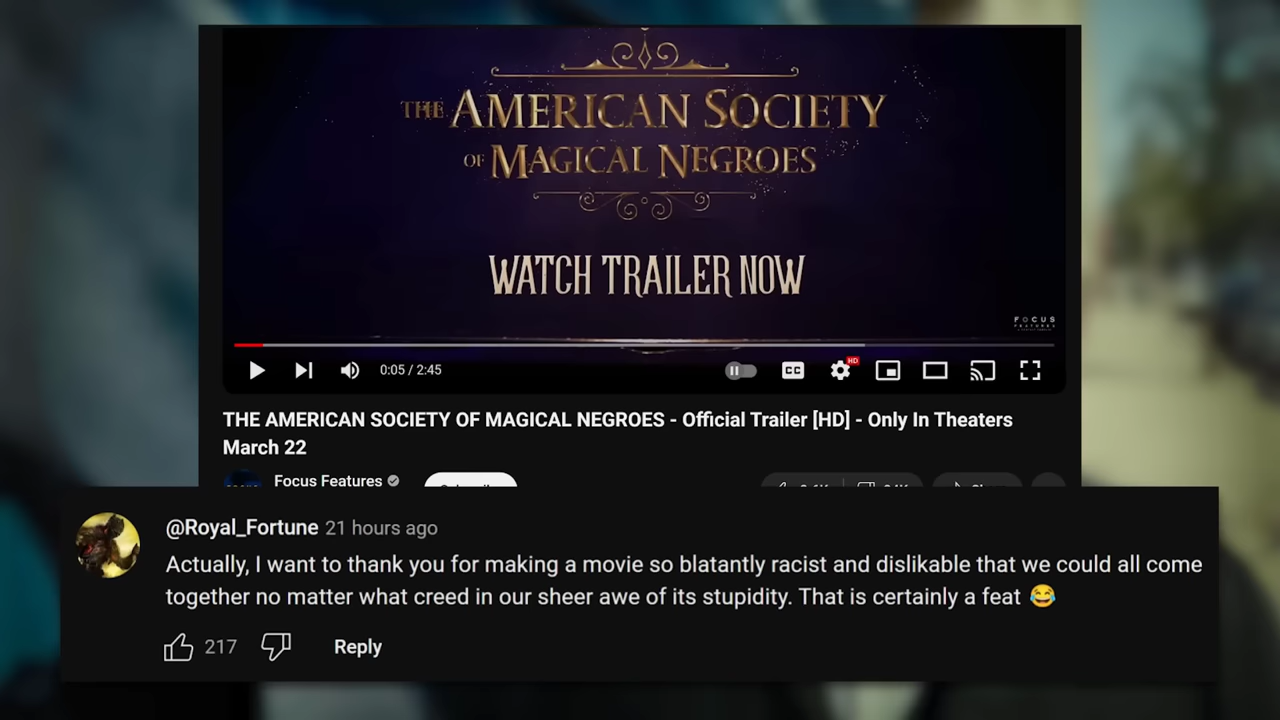 THE AMERICAN SOCIETY
OF MAGICAL NEGROES
WATCH TRAILER NOW
FOCUS
FEATURES
HD
CC
0:05 / 2:45
THE AMERICAN SOCIETY OF MAGICAL NEGROES - Official Trailer [HD] - Only In Theaters
March 22
Focus Features
@Royal_Fortune 21 hours ago
Actually, I want to thank you for making a movie so blatantly racist and dislikable that we could all come
together no matter what creed in our sheer awe of its stupidity. That is certainly a feat 😂
217
Reply